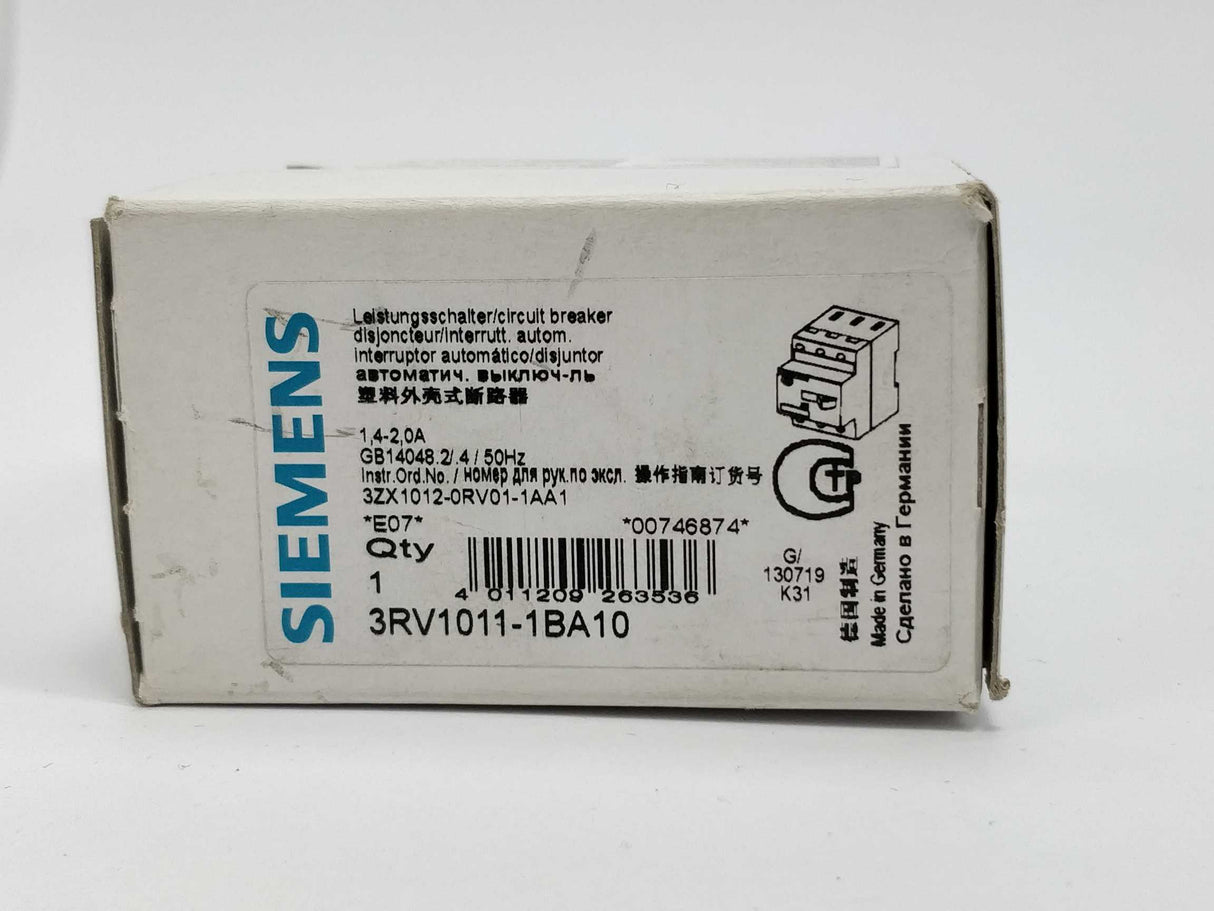 SIEMENS
Leistungsschalter/circuit breaker
disjoncteur/interrutt. autom.
interruptor automático/disjuntor
автоматич. выключ-ль
塑料外壳式断路器
1,4-2,0A
GB14048.2/.4 / 50Hz
Instr.Ord.No. / номер для рук.по эксл. 操作指南订货号
3ZX1012-0RV01-1AA1
*E07* *00746874*
Qty
1
4 011209 263536
3RV1011-1BA10
G/
130719
K31
德国制造
Made in Germany
Сделано в Германии